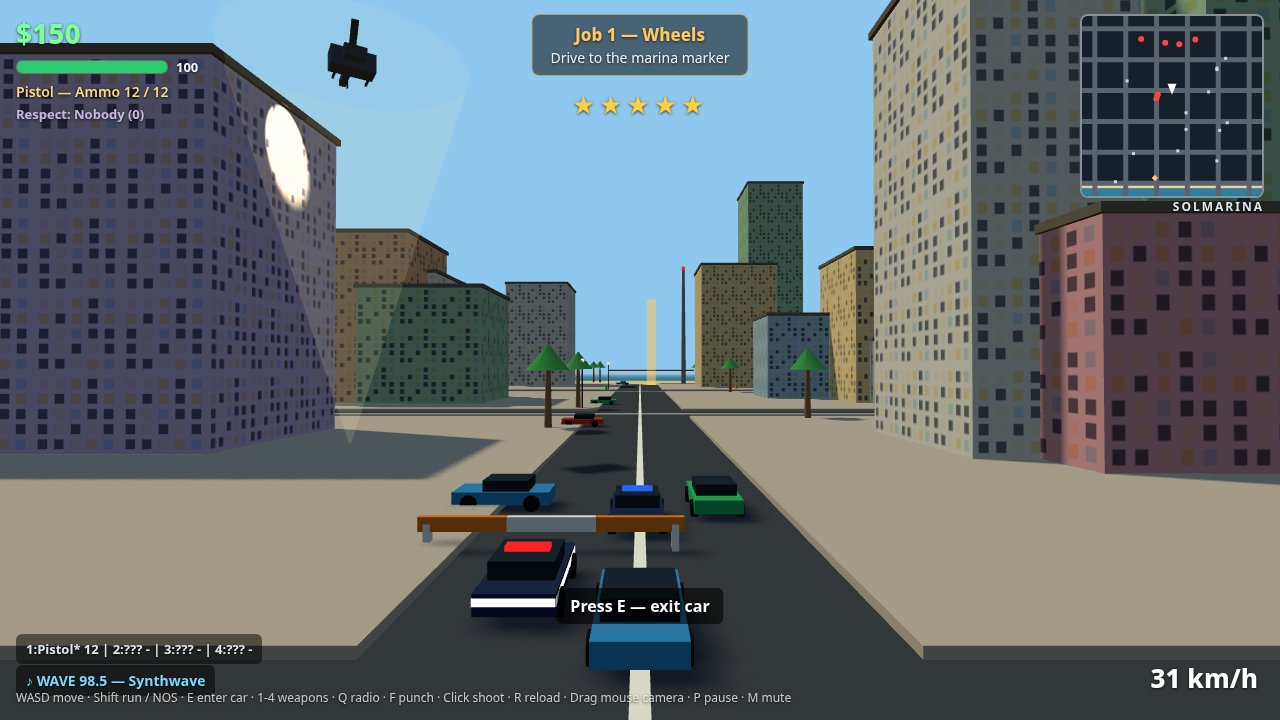 $150
100
Pistol — Ammo 12 / 12
Respect: Nobody (0)
Job 1 — Wheels
Drive to the marina marker
★ ★ ★ ★ ★
SOLMARINA
Press E — exit car
1:Pistol* 12 | 2:??? - | 3:??? - | 4:??? -
♪ WAVE 98.5 — Synthwave
WASD move · Shift run / NOS · E enter car · 1-4 weapons · Q radio · F punch · Click shoot · R reload · Drag mouse camera · P pause · M mute
31 km/h